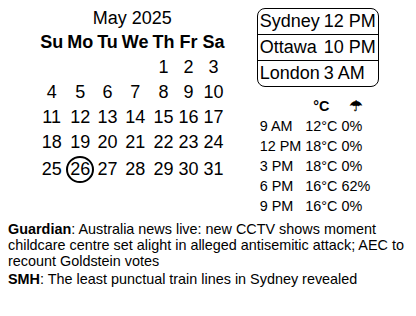 May 2025
Su Mo Tu We Th Fr Sa
1 2 3
4 5 6 7 8 9 10
11 12 13 14 15 16 17
18 19 20 21 22 23 24
25 26 27 28 29 30 31
Sydney 12 PM
Ottawa 10 PM
London 3 AM
°C ☂
9 AM 12°C 0%
12 PM 18°C 0%
3 PM 18°C 0%
6 PM 16°C 62%
9 PM 16°C 0%
Guardian: Australia news live: new CCTV shows moment
childcare centre set alight in alleged antisemitic attack; AEC to
recount Goldstein votes
SMH: The least punctual train lines in Sydney revealed